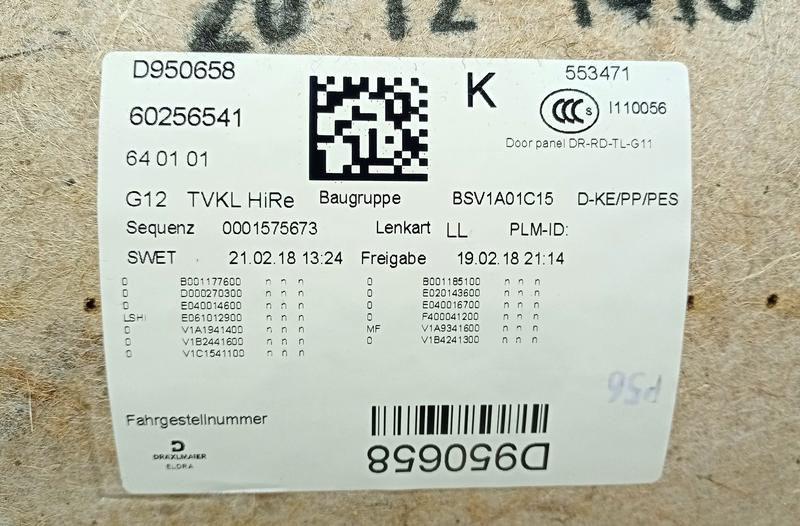 D950658
60256541
64 01 01
K
553471
CCC S I110056
Door panel DR-RD-TL-G11
G12 TVKL HiRe Baugruppe BSV1A01C15 D-KE/PP/PES
Sequenz 0001575673 Lenkart LL PLM-ID:
SWET 21.02.18 13:24 Freigabe 19.02.18 21:14
0 B001177600 n n n 0 B001185100 n n n
0 D000270300 n n n 0 E020143600 n n n
0 E040014600 n n n 0 E040016700 n n n
LSHI E061012900 n n n 0 F400041200 n n n
0 V1A1941400 n n n MF V1A9341600 n n n
0 V1B2441600 n n n 0 V1B4241300 n n n
0 V1C1541100 n n n
P56
Fahrgestellnummer
DRÄXLMAIER
ELDRA
D950658